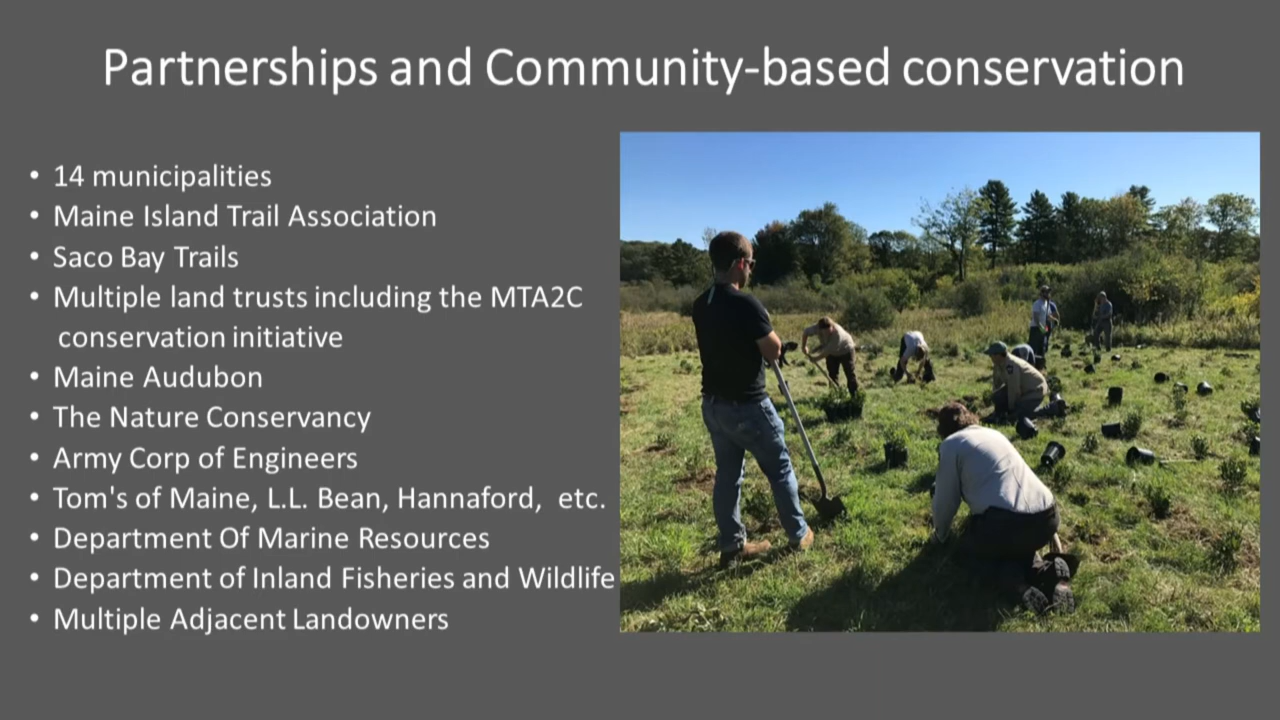 Partnerships and Community-based conservation
• 14 municipalities
• Maine Island Trail Association
• Saco Bay Trails
• Multiple land trusts including the MTA2C
conservation initiative
• Maine Audubon
• The Nature Conservancy
• Army Corp of Engineers
• Tom's of Maine, L.L. Bean, Hannaford, etc.
• Department Of Marine Resources
• Department of Inland Fisheries and Wildlife
• Multiple Adjacent Landowners